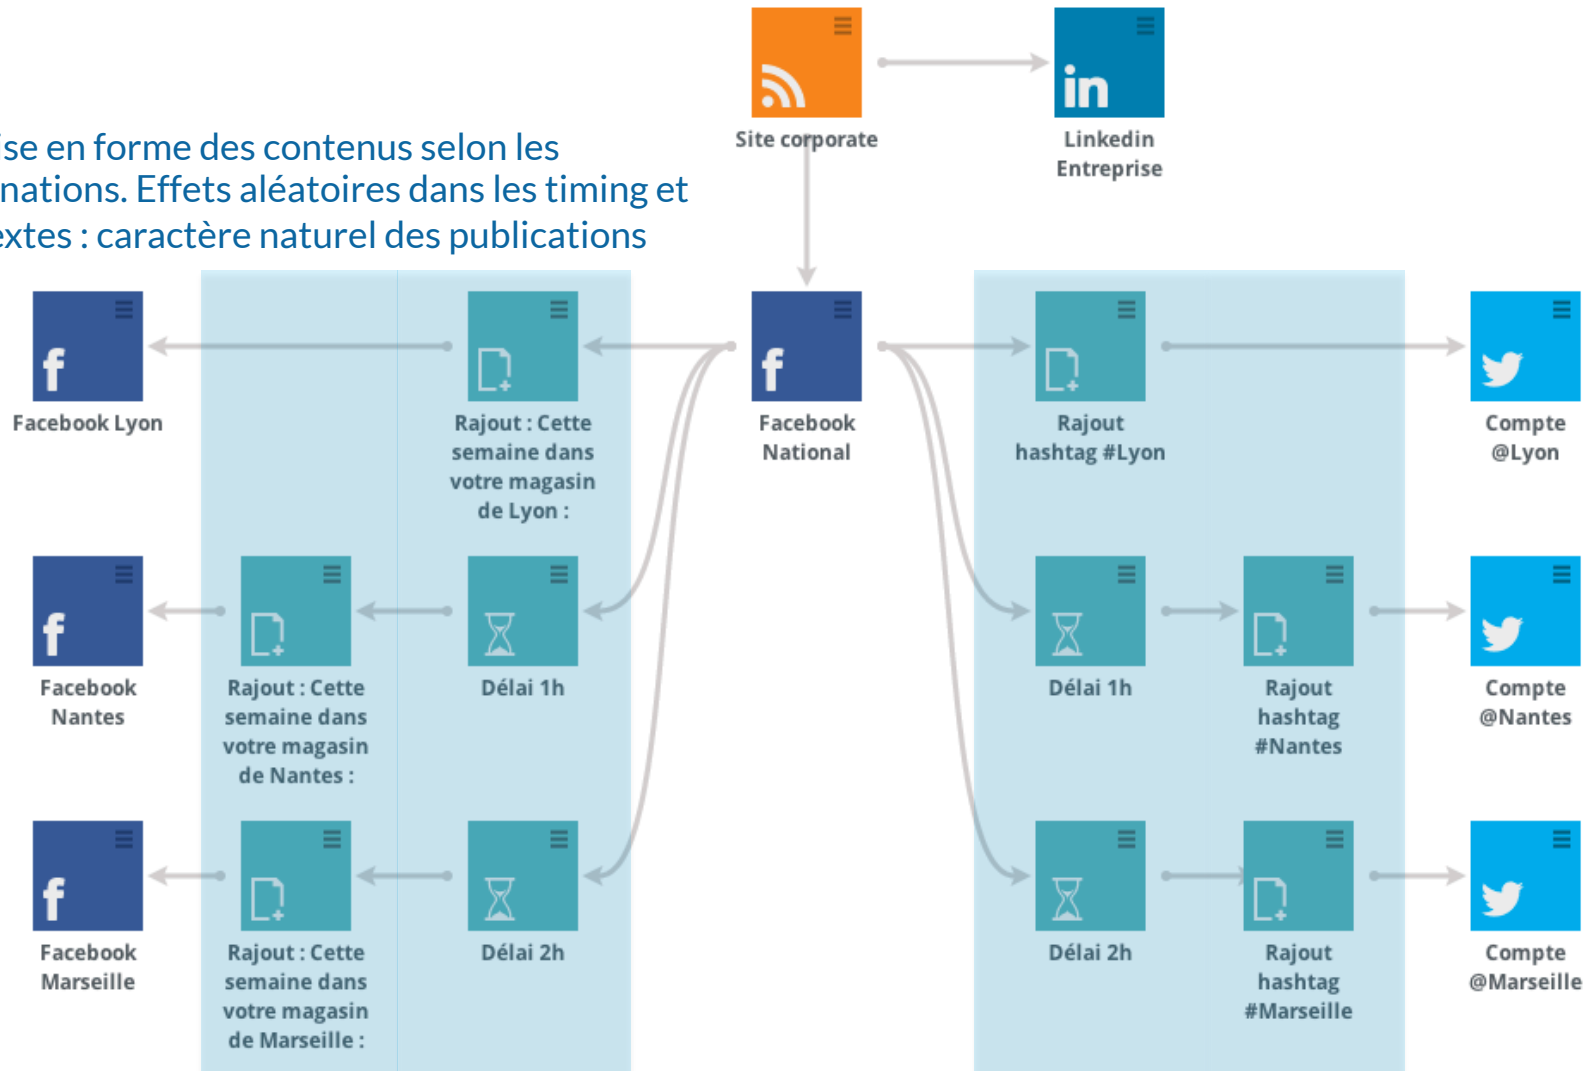 Site corporate
Linkedin
Entreprise
ise en forme des contenus selon les
nations. Effets aléatoires dans les timing et
extes : caractère naturel des publications
Facebook Lyon
Rajout : Cette
semaine dans
votre magasin
de Lyon :
Facebook
National
Rajout
hashtag #Lyon
Compte
@Lyon
Facebook
Nantes
Rajout : Cette
semaine dans
votre magasin
de Nantes :
Délai 1h
Délai 1h
Rajout
hashtag
#Nantes
Compte
@Nantes
Facebook
Marseille
Rajout : Cette
semaine dans
votre magasin
de Marseille :
Délai 2h
Délai 2h
Rajout
hashtag
#Marseille
Compte
@Marseille